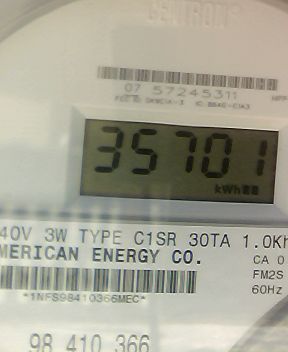 CENTRON
07 57245311
35701
kWh
40V 3W TYPE C1SR 30TA 1.0Kh
MERICAN ENERGY CO.
CA 0
FM2S
60Hz
*1NFS98410366MEC*
98 410 366